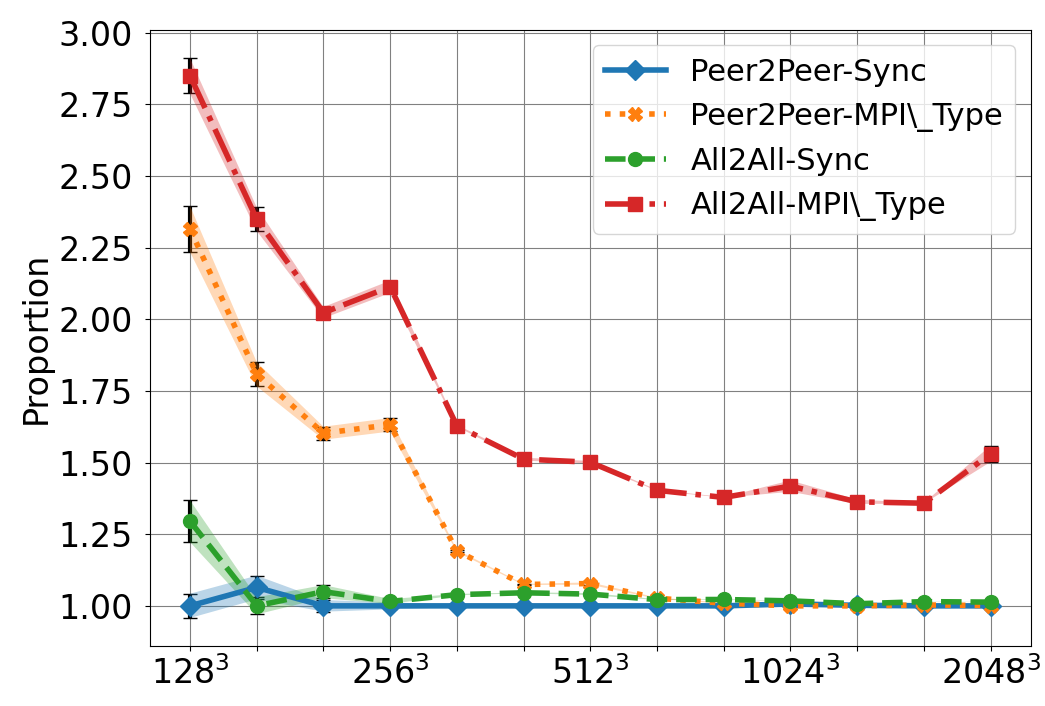 3.00
2.75
2.50
2.25
2.00
1.75
1.50
1.25
1.00
Proportion
128³
256³
512³
1024³
2048³
Peer2Peer-Sync
Peer2Peer-MPI\_Type
All2All-Sync
All2All-MPI\_Type